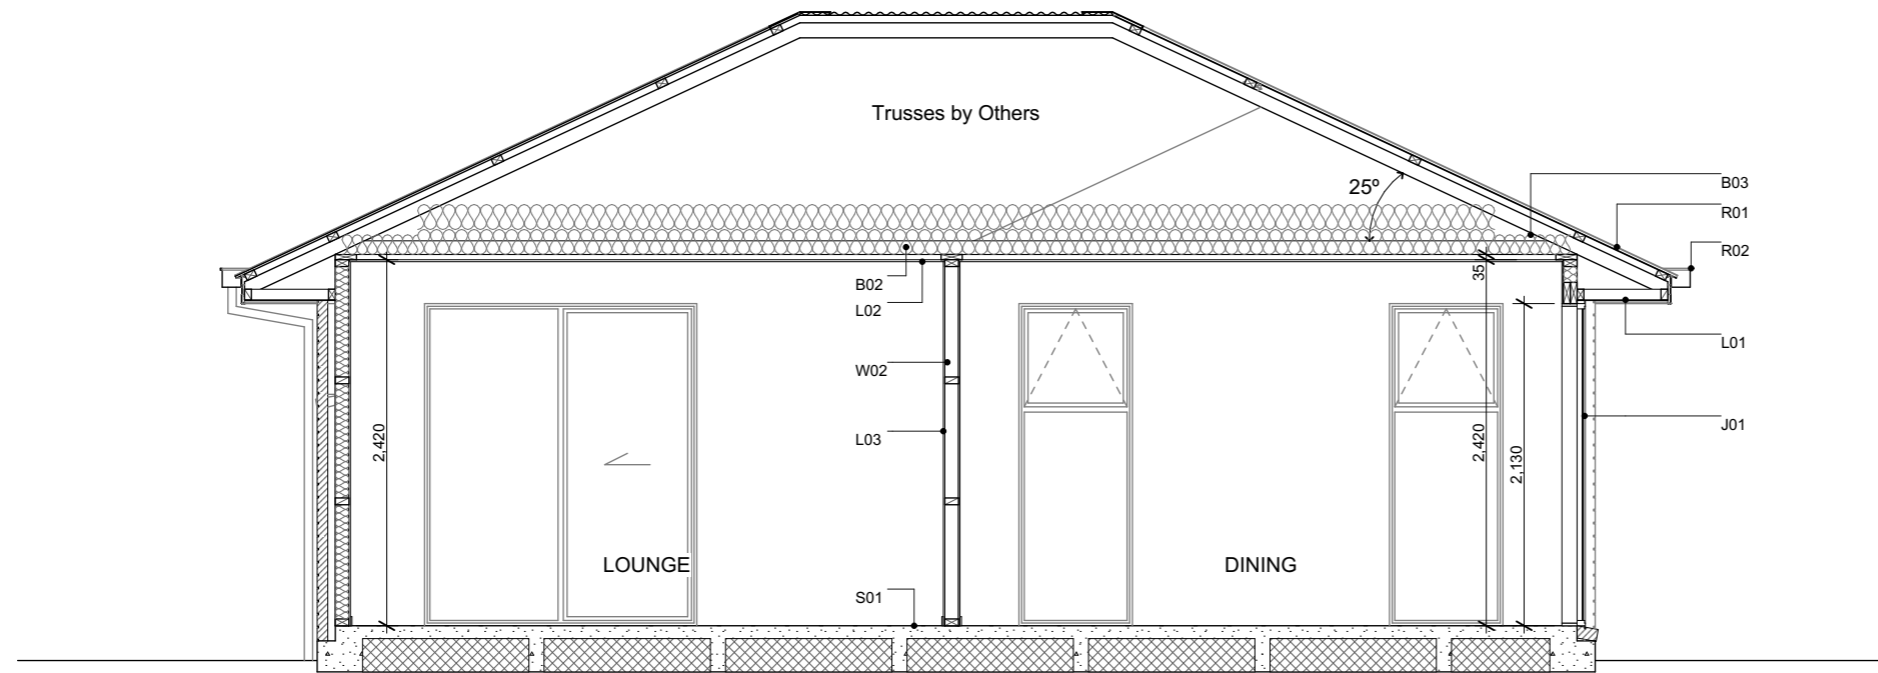 Trusses by Others
25º
B03
R01
R02
B02
L02
35
L01
W02
J01
L03
2,420
2,420
2,130
LOUNGE
DINING
S01